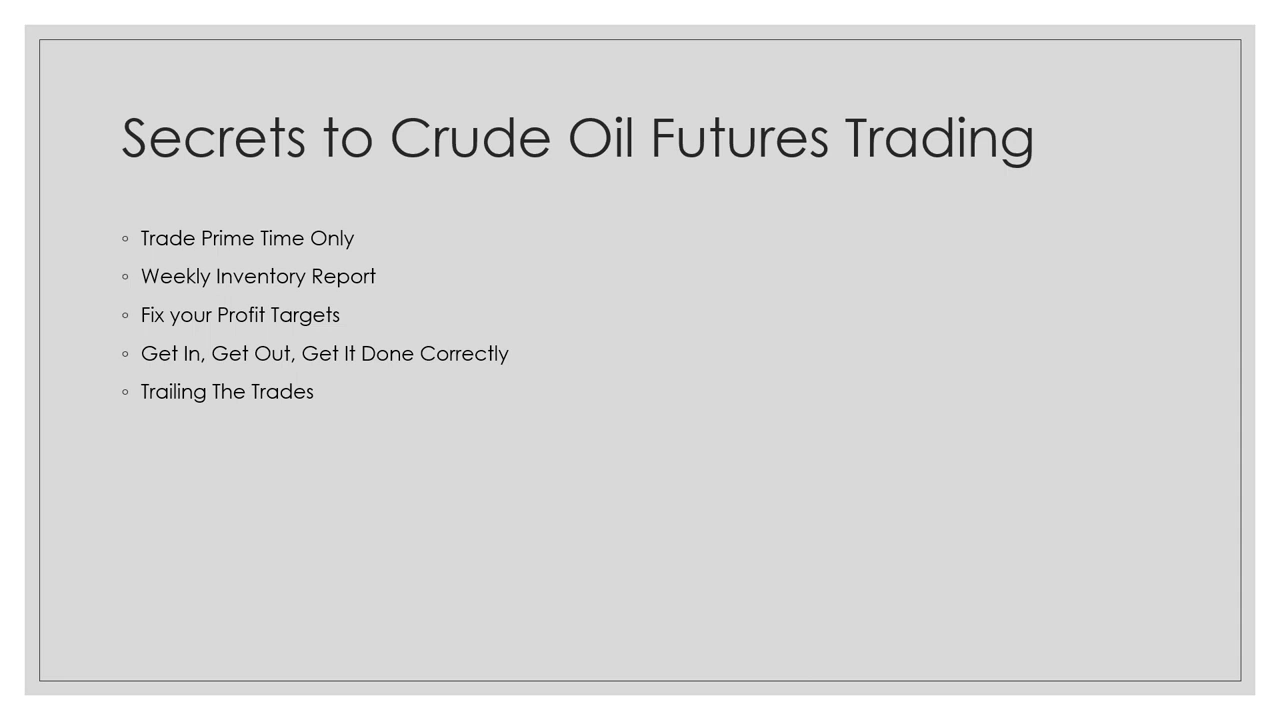 Secrets to Crude Oil Futures Trading
◦ Trade Prime Time Only
◦ Weekly Inventory Report
◦ Fix your Profit Targets
◦ Get In, Get Out, Get It Done Correctly
◦ Trailing The Trades